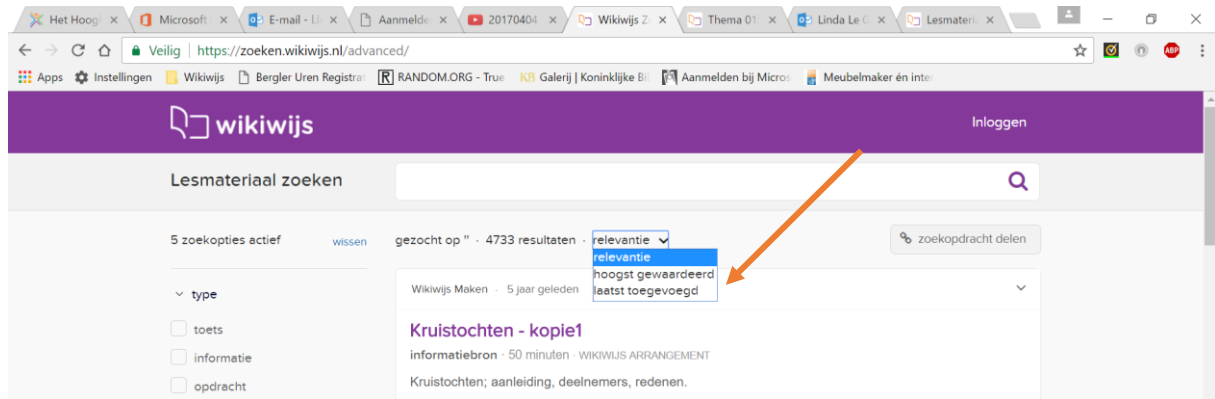 Het Hoog Microsoft E-mail - Li Aanmelde 20170404 Wikiwijs Z Thema 01 Linda Le G Lesmateri
Veilig https://zoeken.wikiwijs.nl/advanced/ ABP
Apps Instellingen Wikiwijs Bergler Uren Registrat RANDOM.ORG - True KB Galerij | Koninklijke Bi Aanmelden bij Micros Meubelmaker én inte
wikiwijs Inloggen
Lesmateriaal zoeken
5 zoekopties actief wissen gezocht op '' · 4733 resultaten · relevantie zoekopdracht delen
relevantie
hoogst gewaardeerd
laatst toegevoegd
type
toets
informatie
opdracht
Wikiwijs Maken · 5 jaar geleden
Kruistochten - kopie1
informatiebron · 50 minuten · WIKIWIJS ARRANGEMENT
Kruistochten; aanleiding, deelnemers, redenen.